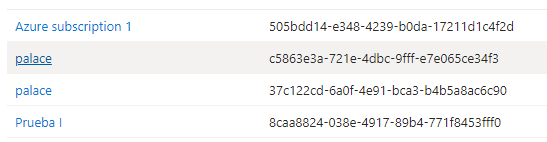 Azure subscription 1 505bdd14-e348-4239-b0da-17211d1c4f2d
palace c5863e3a-721e-4dbc-9fff-e7e065ce34f3
palace 37c122cd-6a0f-4e91-bca3-b4b5a8ac6c90
Prueba I 8caa8824-038e-4917-89b4-771f8453fff0